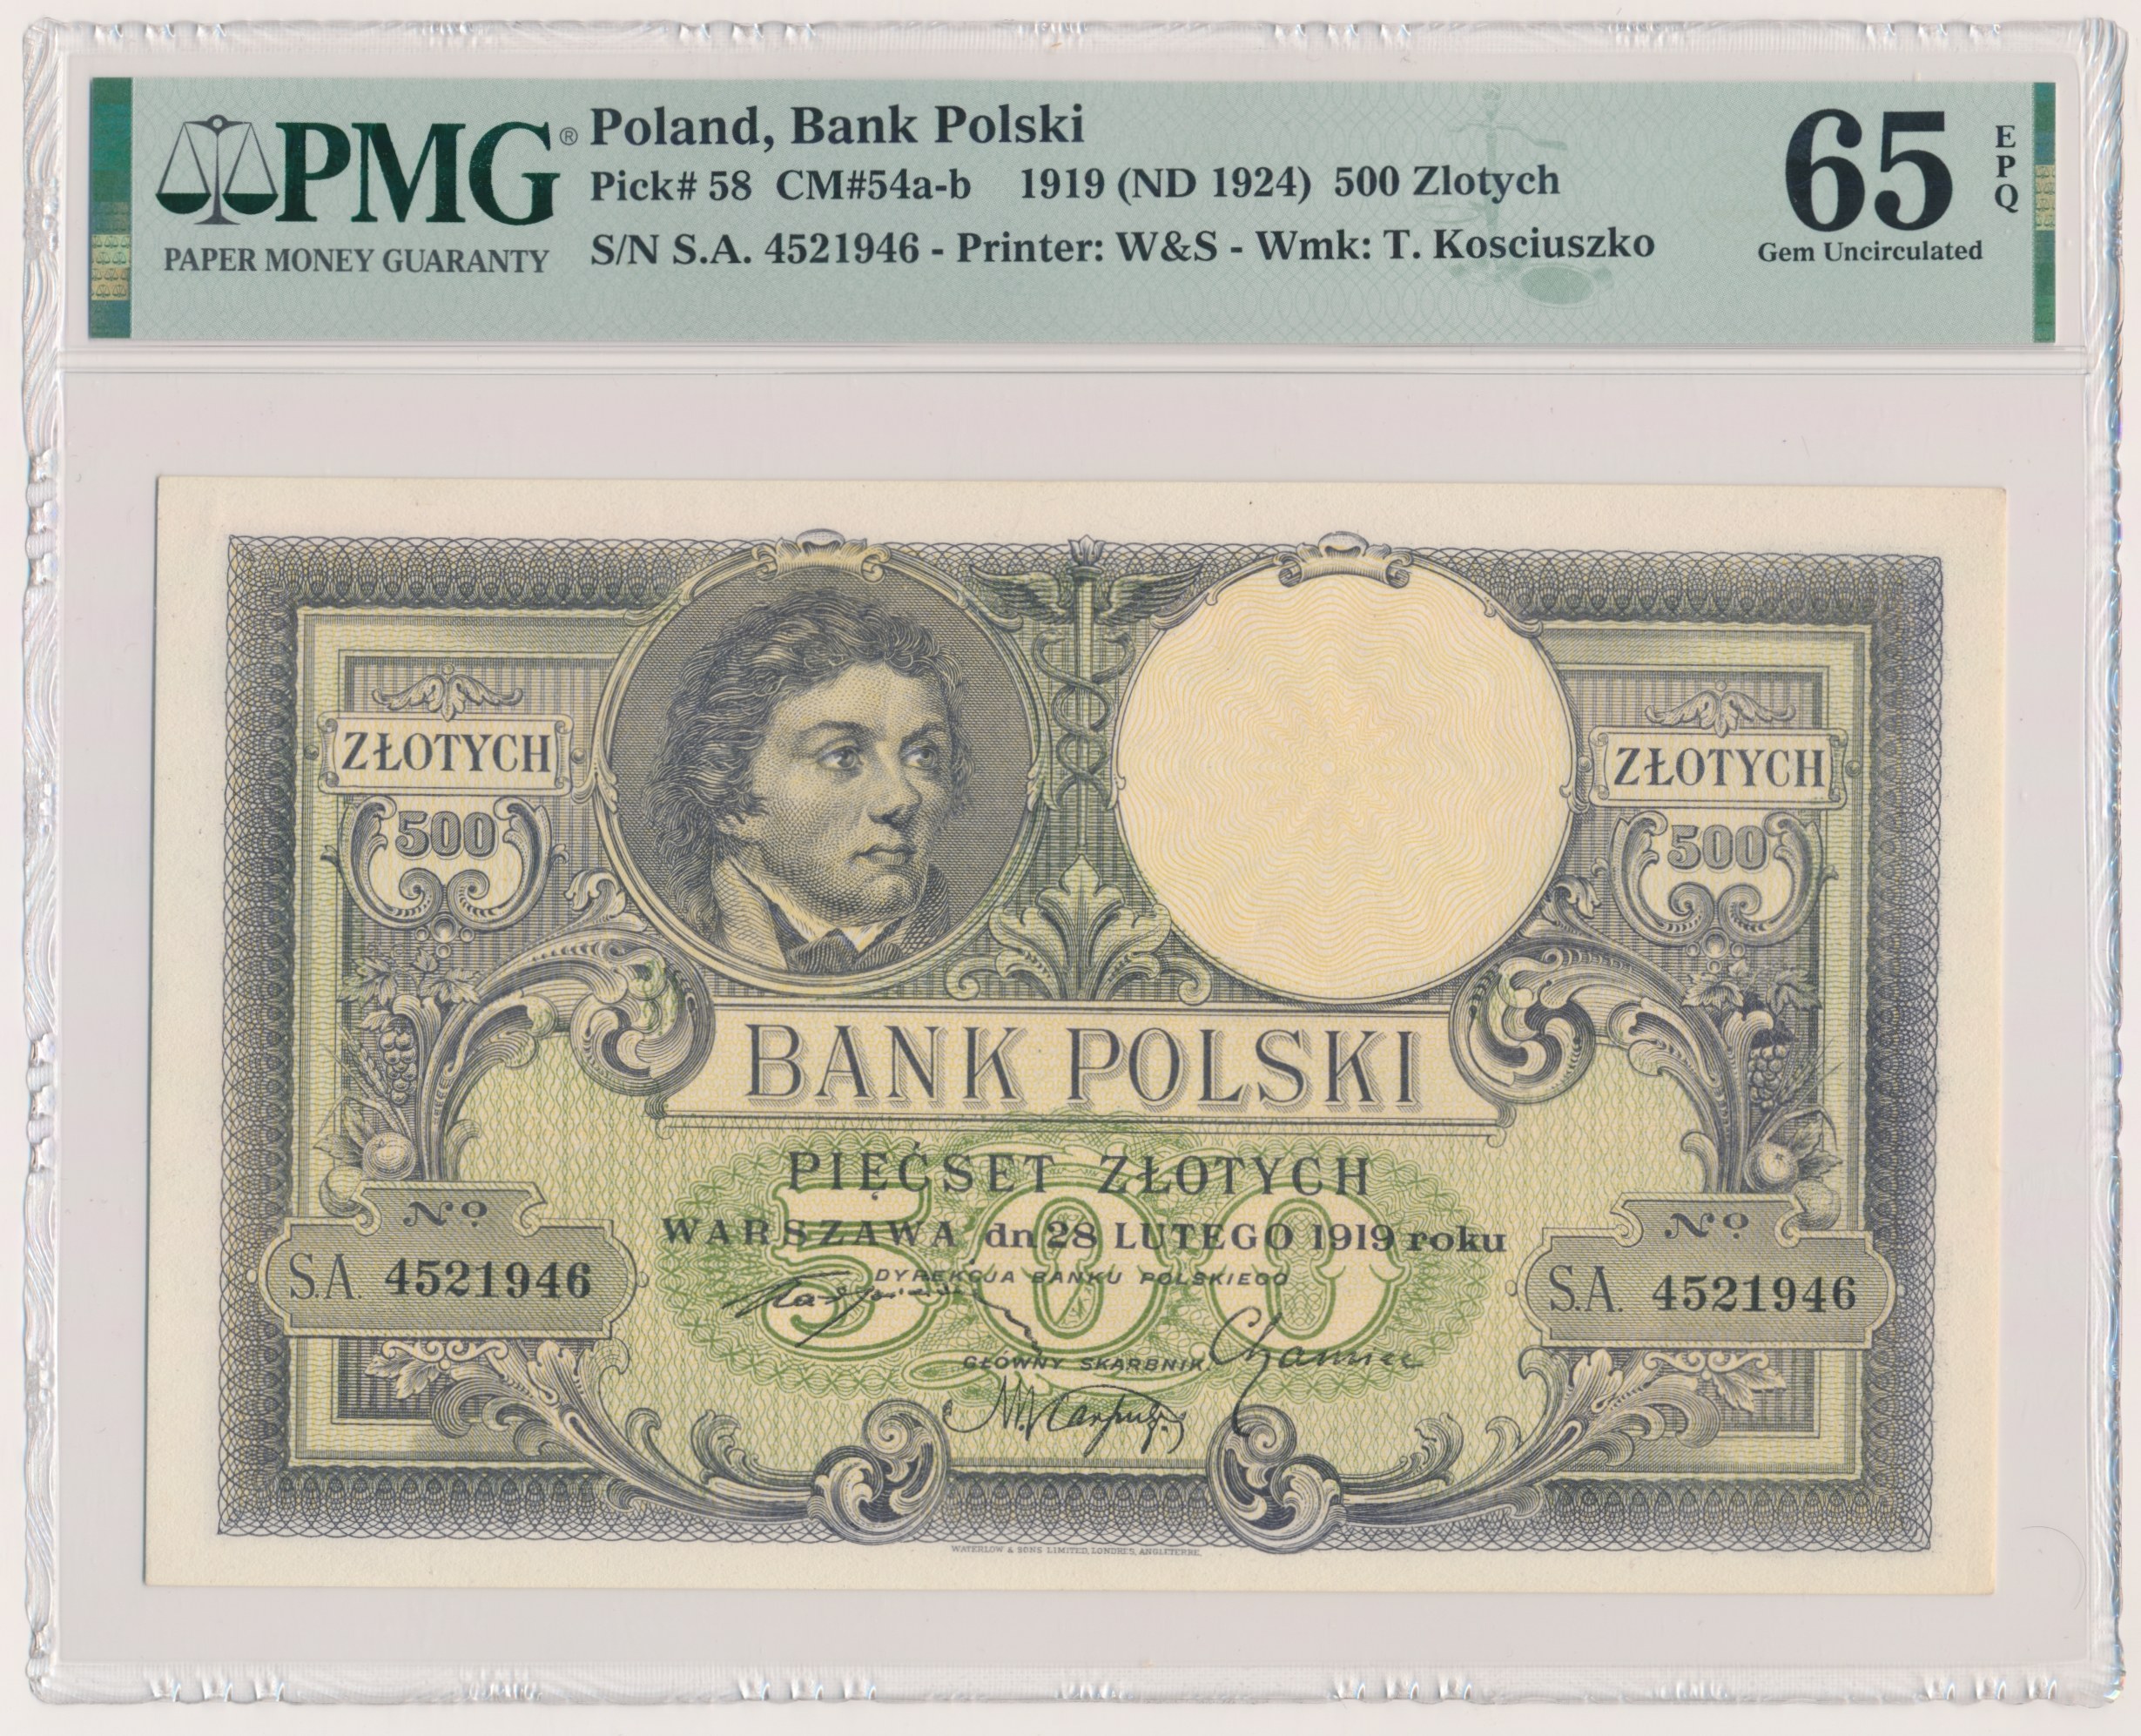 PMG®
PAPER MONEY GUARANTY
Poland, Bank Polski
Pick# 58 CM#54a-b 1919 (ND 1924) 500 Zlotych
S/N S.A. 4521946 - Printer: W&S - Wmk: T. Kosciuszko
65
EPQ
Gem Uncirculated
ZŁOTYCH
500
ZŁOTYCH
500
BANK POLSKI
500
PIĘĆSET ZŁOTYCH
WARSZAWA dn 28 LUTEGO 1919 roku
DYREKCJA BANKU POLSKIEGO
GŁÓWNY SKARBNIK
No
S.A. 4521946
No
S.A. 4521946
WATERLOW & SONS LIMITED, LONDRES, ANGLETERRE.